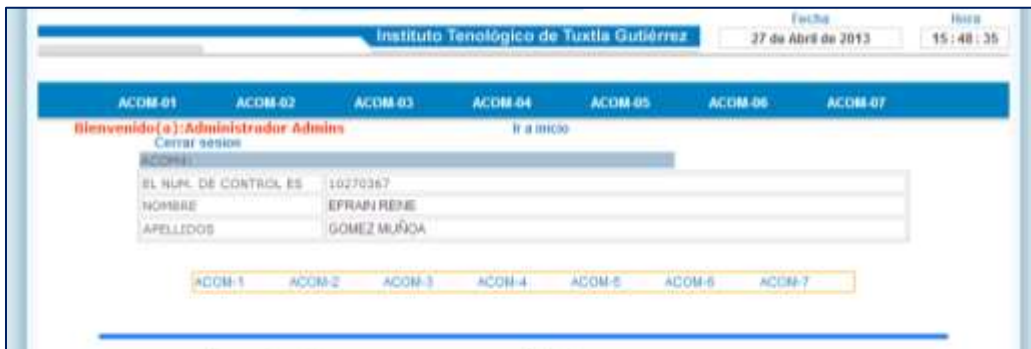 Fecha Hora
Instituto Tenológico de Tuxtla Gutiérrez 27 de Abril de 2013 15 : 48 : 35
ACOM-01 ACOM-02 ACOM-03 ACOM-04 ACOM-05 ACOM-06 ACOM-07
Bienvenido(a):Administrador Admins Ir a inicio
Cerrar sesion
EL NUM. DE CONTROL ES 10270367
NOMBRE EFRAIN RENE
APELLIDOS GOMEZ MUÑOA
ACOM-1 ACOM-2 ACOM-3 ACOM-4 ACOM-5 ACOM-6 ACOM-7